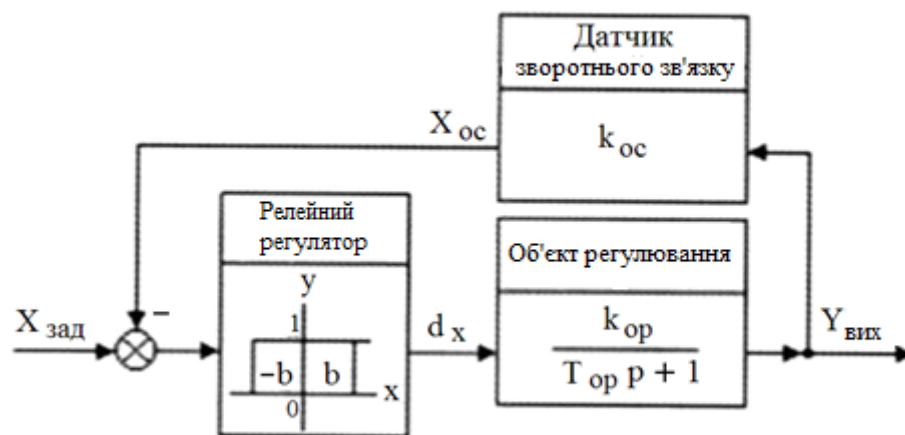 Датчик
зворотнього зв'язку
X ос
k ос
Релейний
регулятор
Об'єкт регулювання
y
X зад
−
1
d x
k ор
Y вих
−b b x
T ор p + 1
0